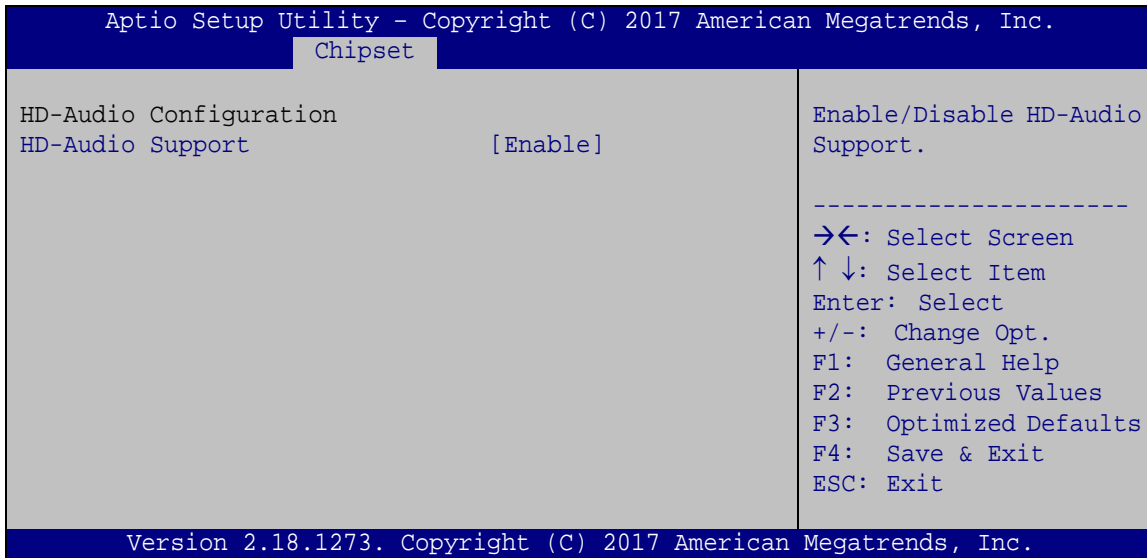 Aptio Setup Utility – Copyright (C) 2017 American Megatrends, Inc.
Chipset
HD-Audio Configuration
HD-Audio Support [Enable]
Enable/Disable HD-Audio
Support.
----------------------
→←: Select Screen
↑ ↓: Select Item
Enter: Select
+/-: Change Opt.
F1: General Help
F2: Previous Values
F3: Optimized Defaults
F4: Save & Exit
ESC: Exit
Version 2.18.1273. Copyright (C) 2017 American Megatrends, Inc.